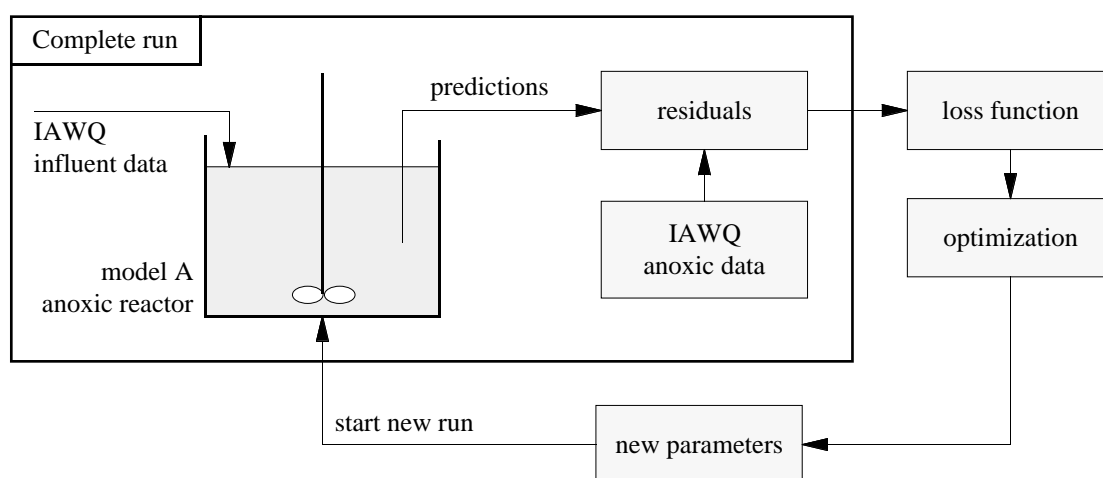 Complete run
IAWQ
influent data
predictions
residuals
loss function
IAWQ
anoxic data
optimization
model A
anoxic reactor
start new run
new parameters